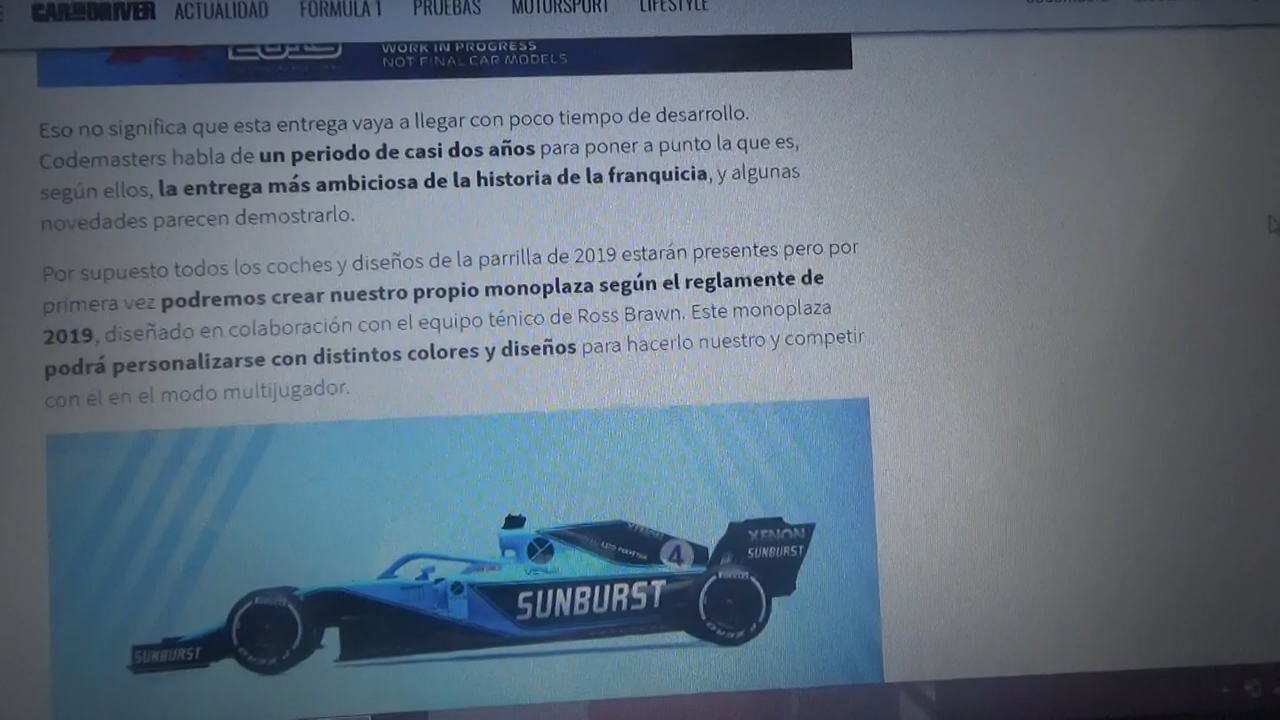 CAR AND DRIVER ACTUALIDAD FÓRMULA 1 PRUEBAS MOTORSPORT LIFESTYLE
2019 WORK IN PROGRESS
NOT FINAL CAR MODELS
Eso no significa que esta entrega vaya a llegar con poco tiempo de desarrollo.
Codemasters habla de un periodo de casi dos años para poner a punto la que es,
según ellos, la entrega más ambiciosa de la historia de la franquicia, y algunas
novedades parecen demostrarlo.
Por supuesto todos los coches y diseños de la parrilla de 2019 estarán presentes pero por
primera vez podremos crear nuestro propio monoplaza según el reglamente de
2019, diseñado en colaboración con el equipo ténico de Ross Brawn. Este monoplaza
podrá personalizarse con distintos colores y diseños para hacerlo nuestro y competir
con el en el modo multijugador.
XENON
SUNBURST
4
SUNBURST
SUNBURST